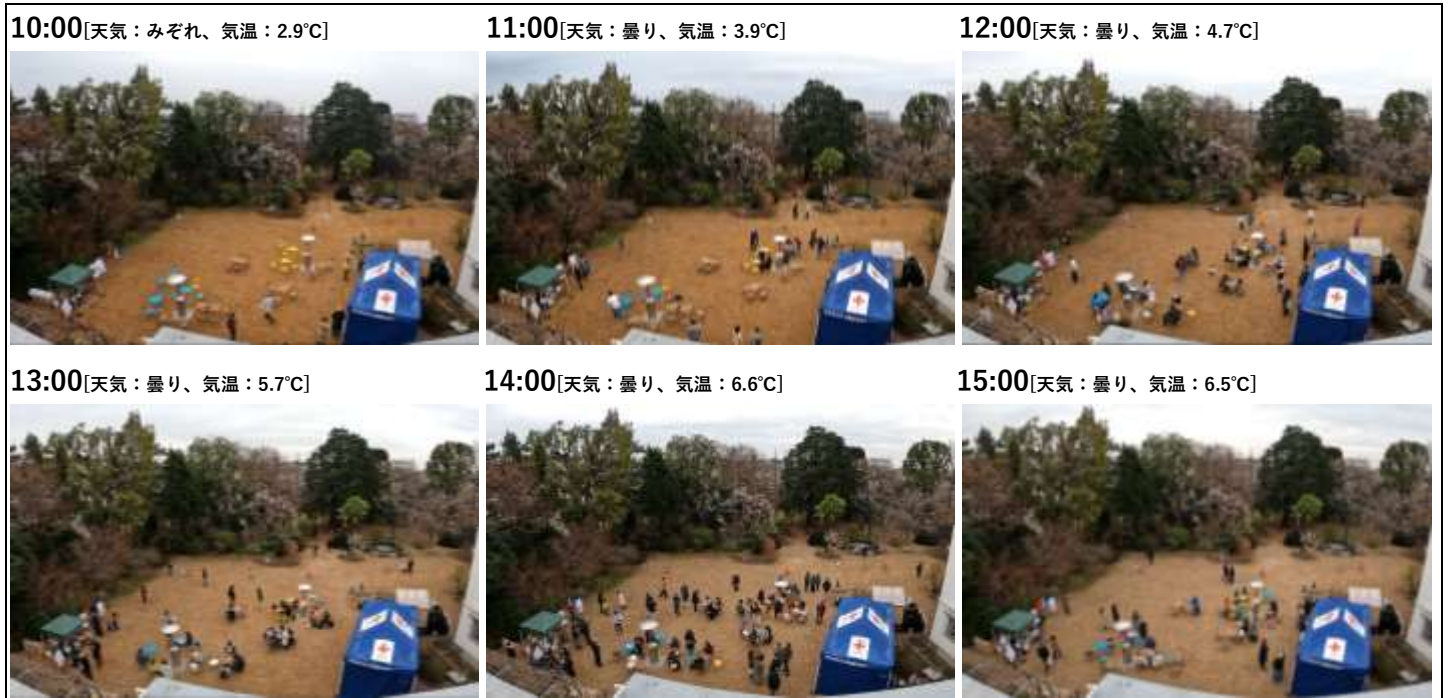 10:00[天気：みぞれ、気温：2.9℃]
11:00[天気：曇り、気温：3.9℃]
12:00[天気：曇り、気温：4.7℃]
13:00[天気：曇り、気温：5.7℃]
14:00[天気：曇り、気温：6.6℃]
15:00[天気：曇り、気温：6.5℃]